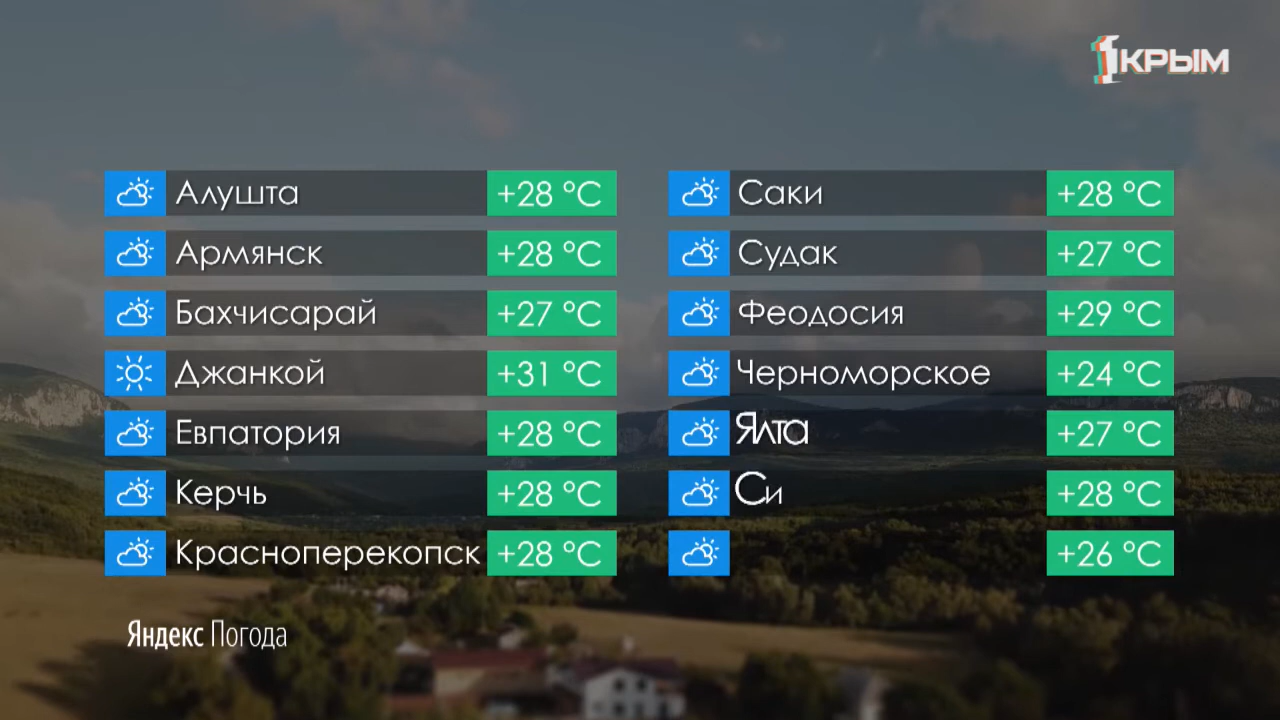 1КРЫМ
Алушта +28 °C
Армянск +28 °C
Бахчисарай +27 °C
Джанкой +31 °C
Евпатория +28 °C
Керчь +28 °C
Красноперекопск +28 °C
Саки +28 °C
Судак +27 °C
Феодосия +29 °C
Черноморское +24 °C
Ялта +27 °C
Си +28 °C
+26 °C
Яндекс Погода